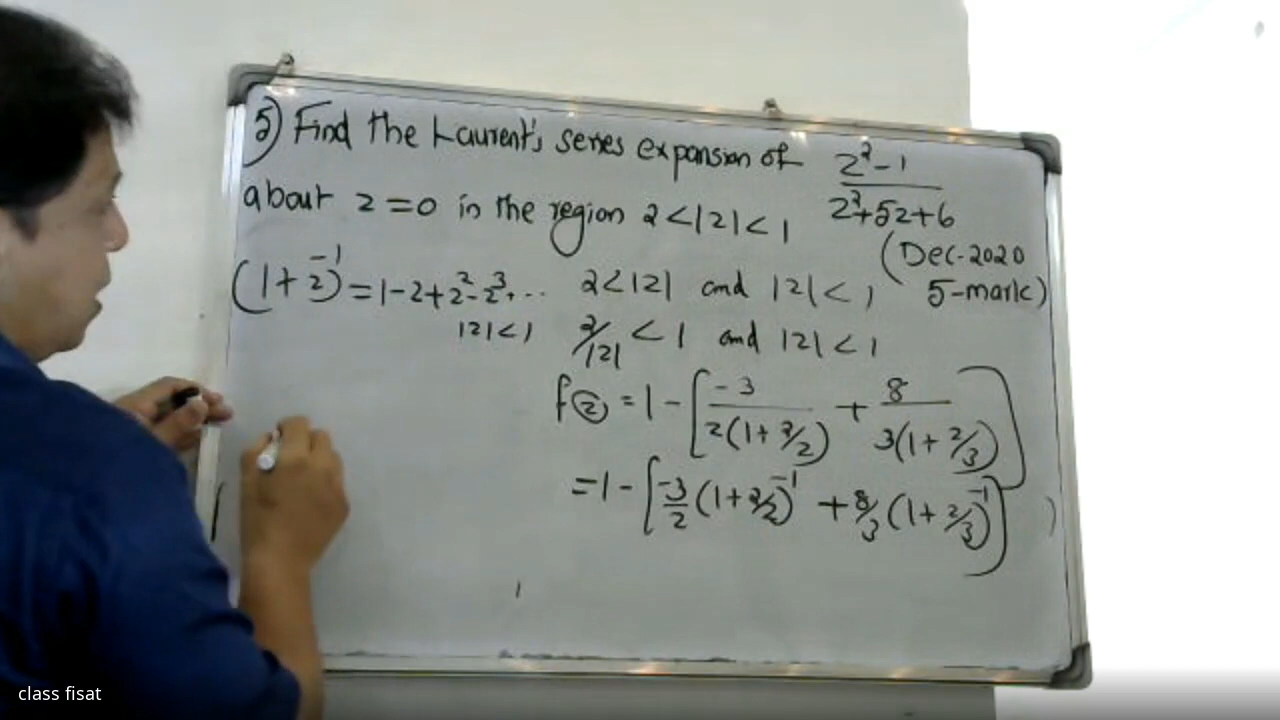 5) Find the Laurent's series expansion of z²-1/z²+5z+6
about z=0 in the region 2<|z|<1
(Dec-2020
5-mark)
(1+z)⁻¹=1-z+z²-z³+... 2<|z| and |z|<1
|z|<1 2/|z| <1 and |z|<1
f(z) = 1-[-3/z(1+2/z) + 8/3(1+z/3)]
=1-[-3/z(1+2/z)⁻¹ + 8/3(1+z/3)⁻¹]
class fisat